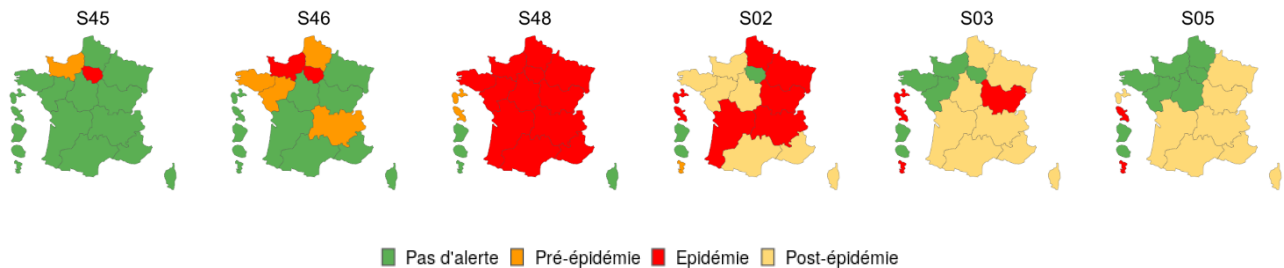 S45 S46 S48 S02 S03 S05
Pas d'alerte Pré-épidémie Epidémie Post-épidémie